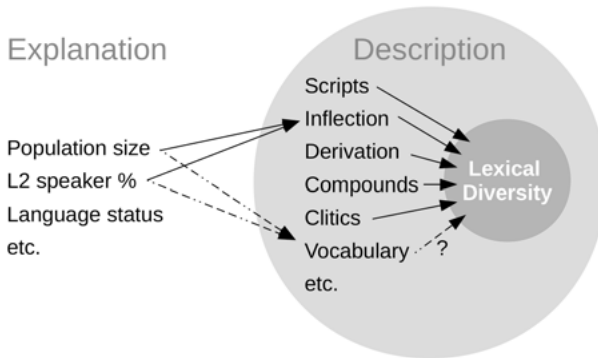 Explanation
Description
Scripts
Inflection
Derivation
Compounds
Clitics
Vocabulary
etc.
Population size
L2 speaker %
Language status
etc.
Lexical
Diversity
?